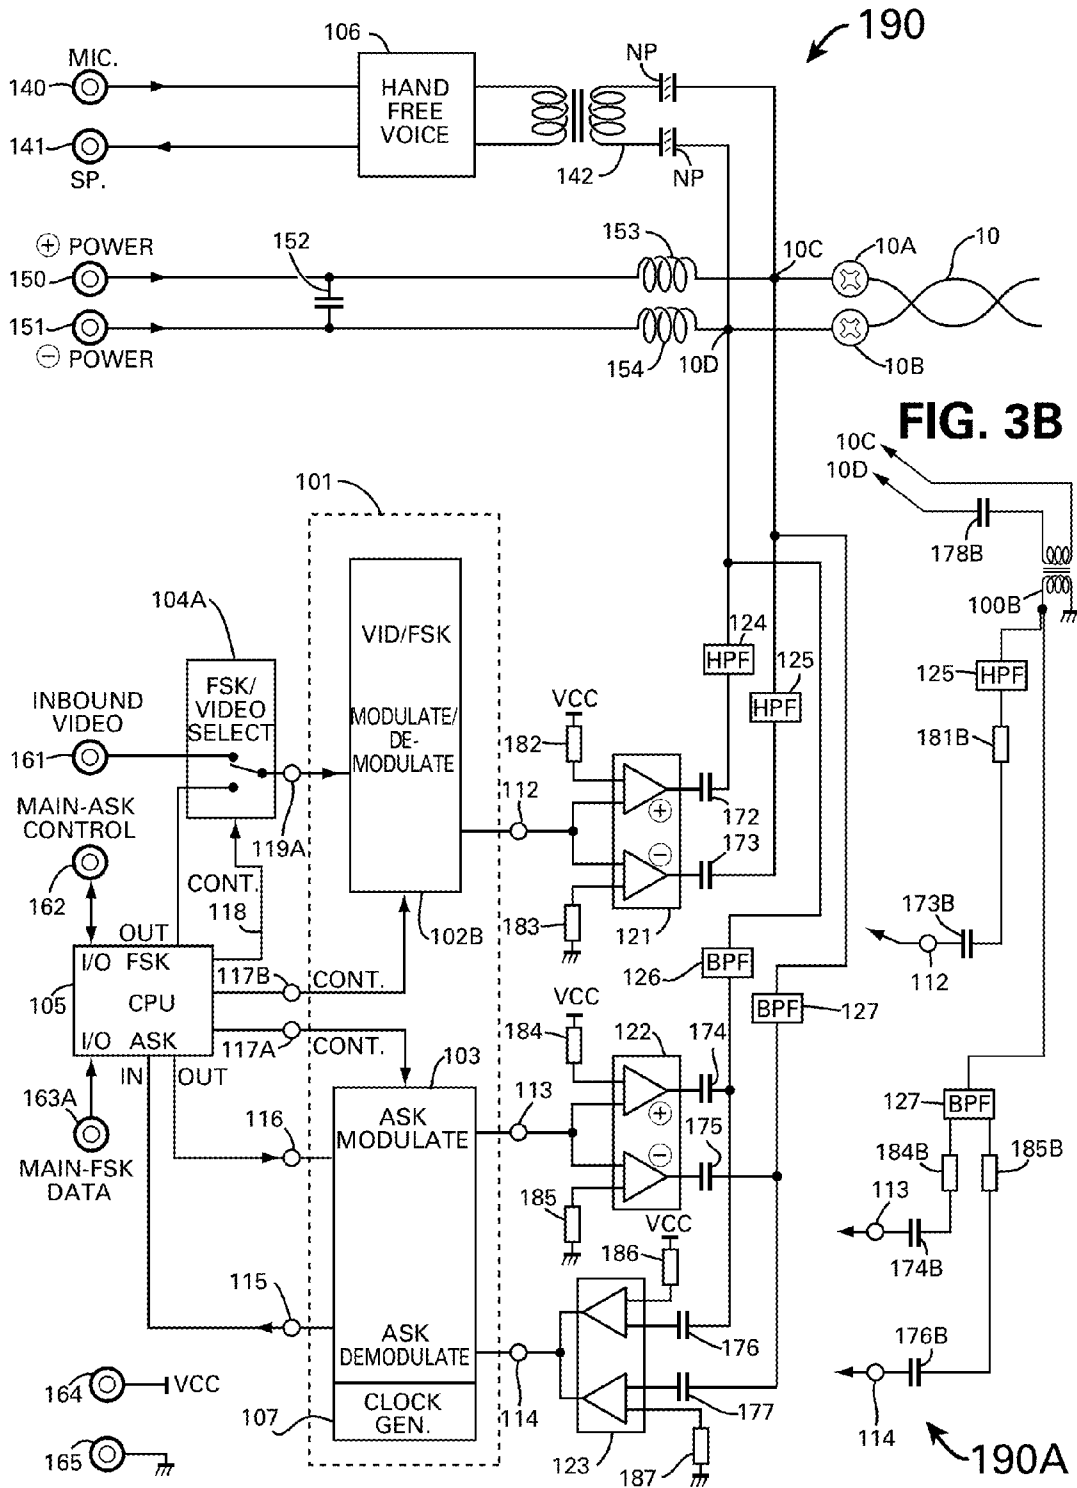 190
106
MIC.
NP
140
HAND
FREE
VOICE
141
SP.
142
NP
⊕ POWER
152
153
10C
10A
10
150
151
⊖ POWER
154
10D
10B
FIG. 3B
10C
10D
101
178B
104A
100B
VID/FSK
124
HPF
125
HPF
125
HPF
INBOUND
VIDEO
FSK/
VIDEO
SELECT
MODULATE/
DE-
MODULATE
VCC
182
181B
161
MAIN-ASK
CONTROL
112
⊕
172
119A
⊖
173
162
CONT.
118
183
121
173B
OUT
102B
112
I/O FSK
117B
CONT.
126
BPF
105
CPU
VCC
BPF
127
I/O ASK
117A
CONT.
184
122
174
IN
OUT
103
163A
116
ASK
MODULATE
113
⊕
175
127
BPF
MAIN-FSK
DATA
⊖
184B
185B
185
VCC
113
186
174B
115
ASK
DEMODULATE
176
176B
164
VCC
CLOCK
GEN.
107
114
177
114
165
123
187
190A